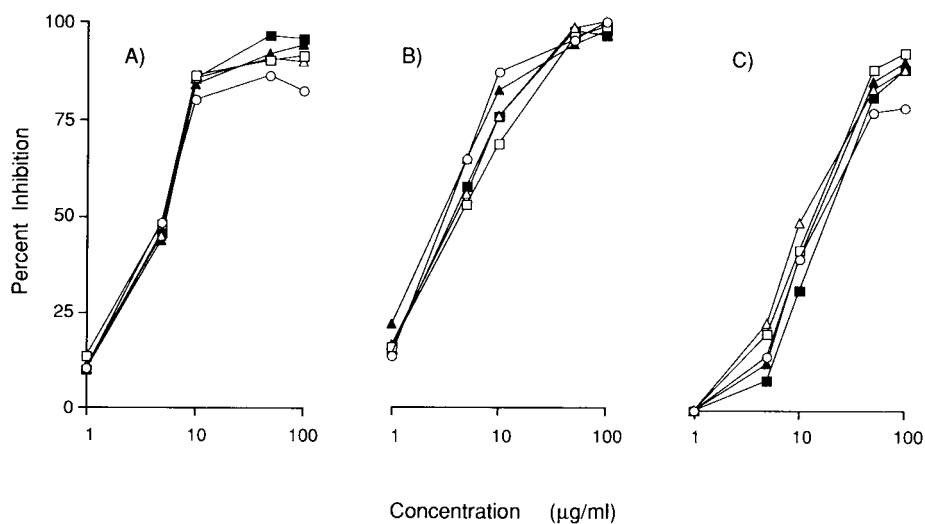 100
75
50
25
0
Percent Inhibition
A)
B)
C)
1 10 100
1 10 100
1 10 100
Concentration (μg/ml)